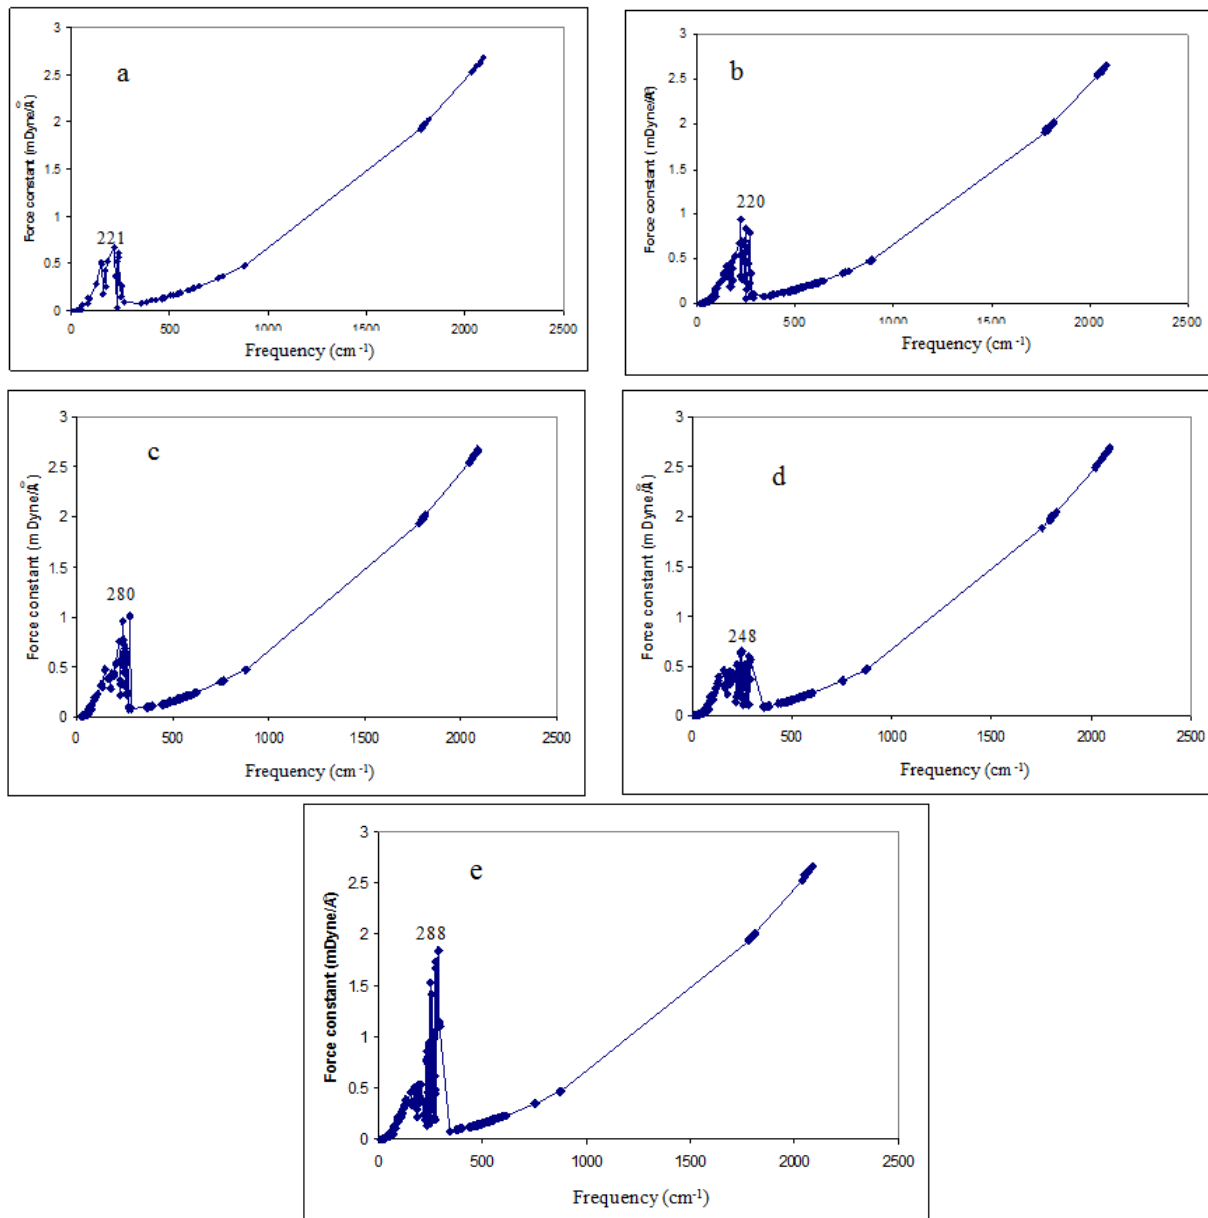 a
221
3
2.5
2
1.5
1
0.5
0
Force constant (mDyne/Å)
0 500 1000 1500 2000 2500
Frequency (cm⁻¹)
b
220
3
2.5
2
1.5
1
0.5
0
Force constant ( mDyne/Å)
0 500 1000 1500 2000 2500
Frequency (cm⁻¹)
c
280
3
2.5
2
1.5
1
0.5
0
Force constant (m Dyne/Å)
0 500 1000 1500 2000 2500
Frequency (cm⁻¹)
d
248
3
2.5
2
1.5
1
0.5
0
Force constant (m Dyne/Å)
0 500 1000 1500 2000 2500
Frequency (cm⁻¹)
e
288
3
2.5
2
1.5
1
0.5
0
Force constant (mDyne/Å)
0 500 1000 1500 2000 2500
Frequency (cm⁻¹)